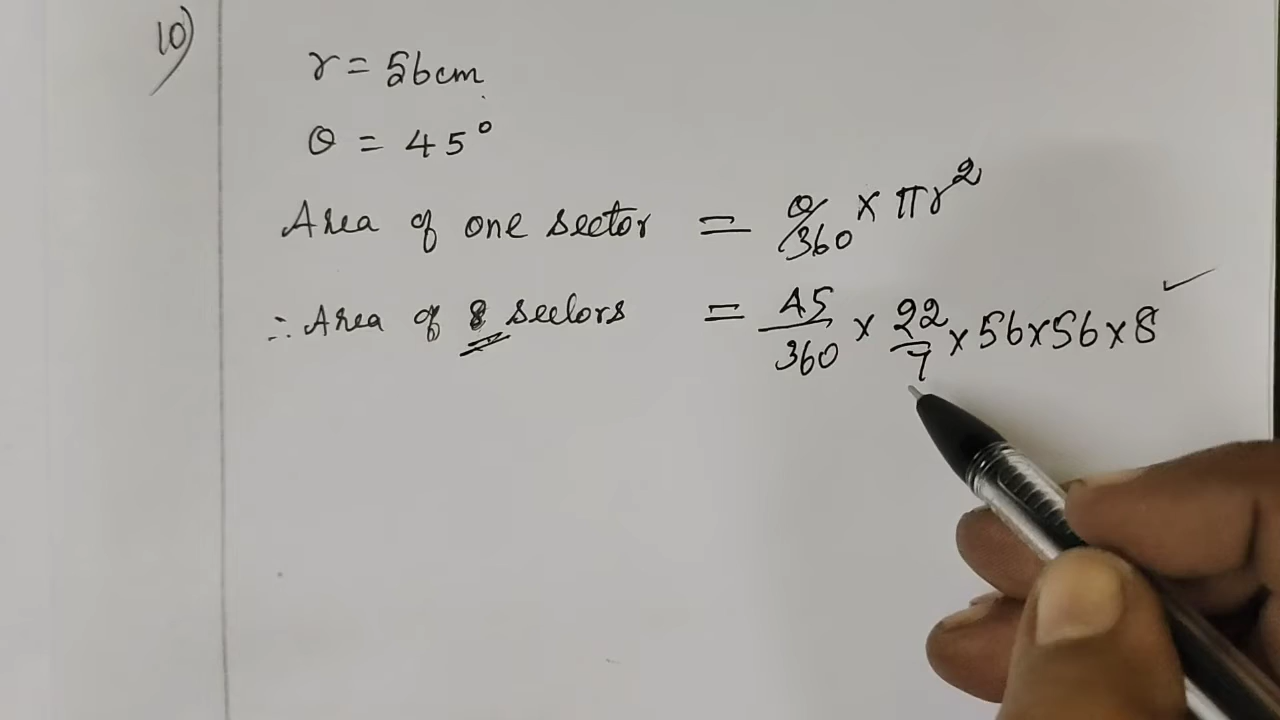 10)
r = 56cm
θ = 45°
Area of one sector = θ/360 × πr²
∴ Area of 8 sectors = 45/360 × 22/7 × 56×56×8 ✓